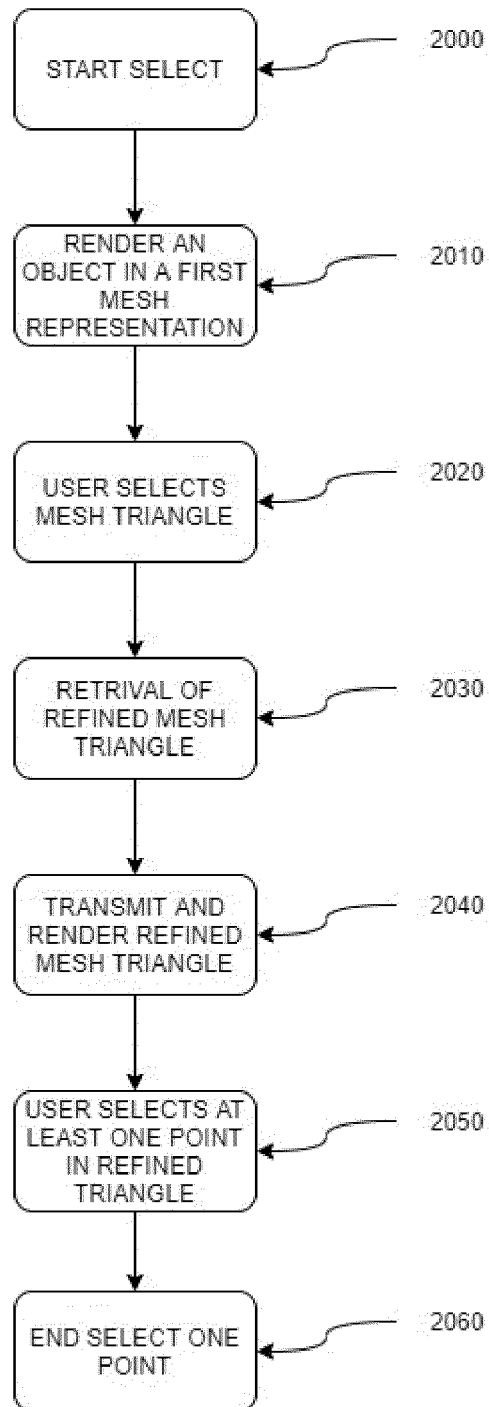 START SELECT
2000
RENDER AN
OBJECT IN A FIRST
MESH
REPRESENTATION
2010
USER SELECTS
MESH TRIANGLE
2020
RETRIVAL OF
REFINED MESH
TRIANGLE
2030
TRANSMIT AND
RENDER REFINED
MESH TRIANGLE
2040
USER SELECTS AT
LEAST ONE POINT
IN REFINED
TRIANGLE
2050
END SELECT ONE
POINT
2060